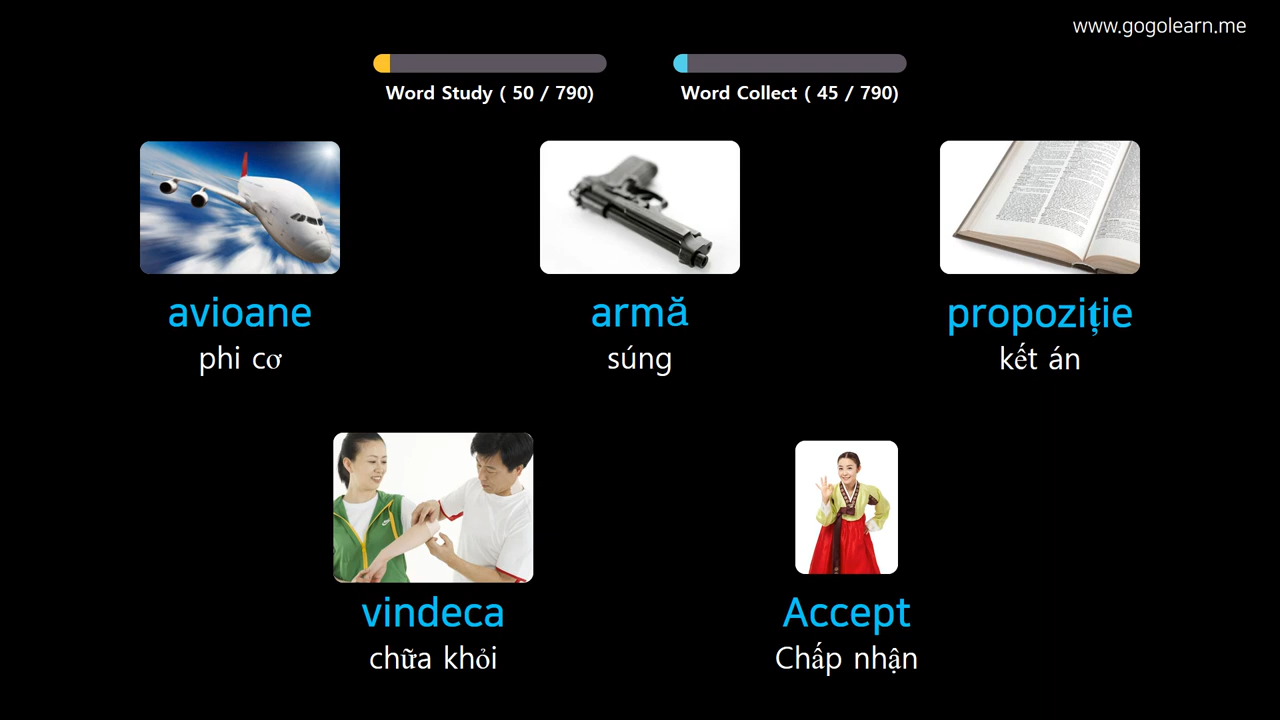 www.gogolearn.me
Word Study ( 50 / 790)
Word Collect ( 45 / 790)
avioane
phi cơ
armă
súng
propoziție
kết án
vindeca
chữa khỏi
Accept
Chấp nhận